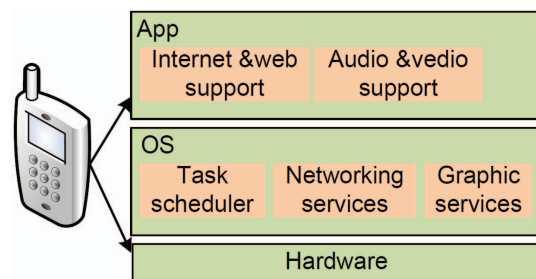 App
Internet &web
support
Audio &vedio
support
OS
Task
scheduler
Networking
services
Graphic
services
Hardware